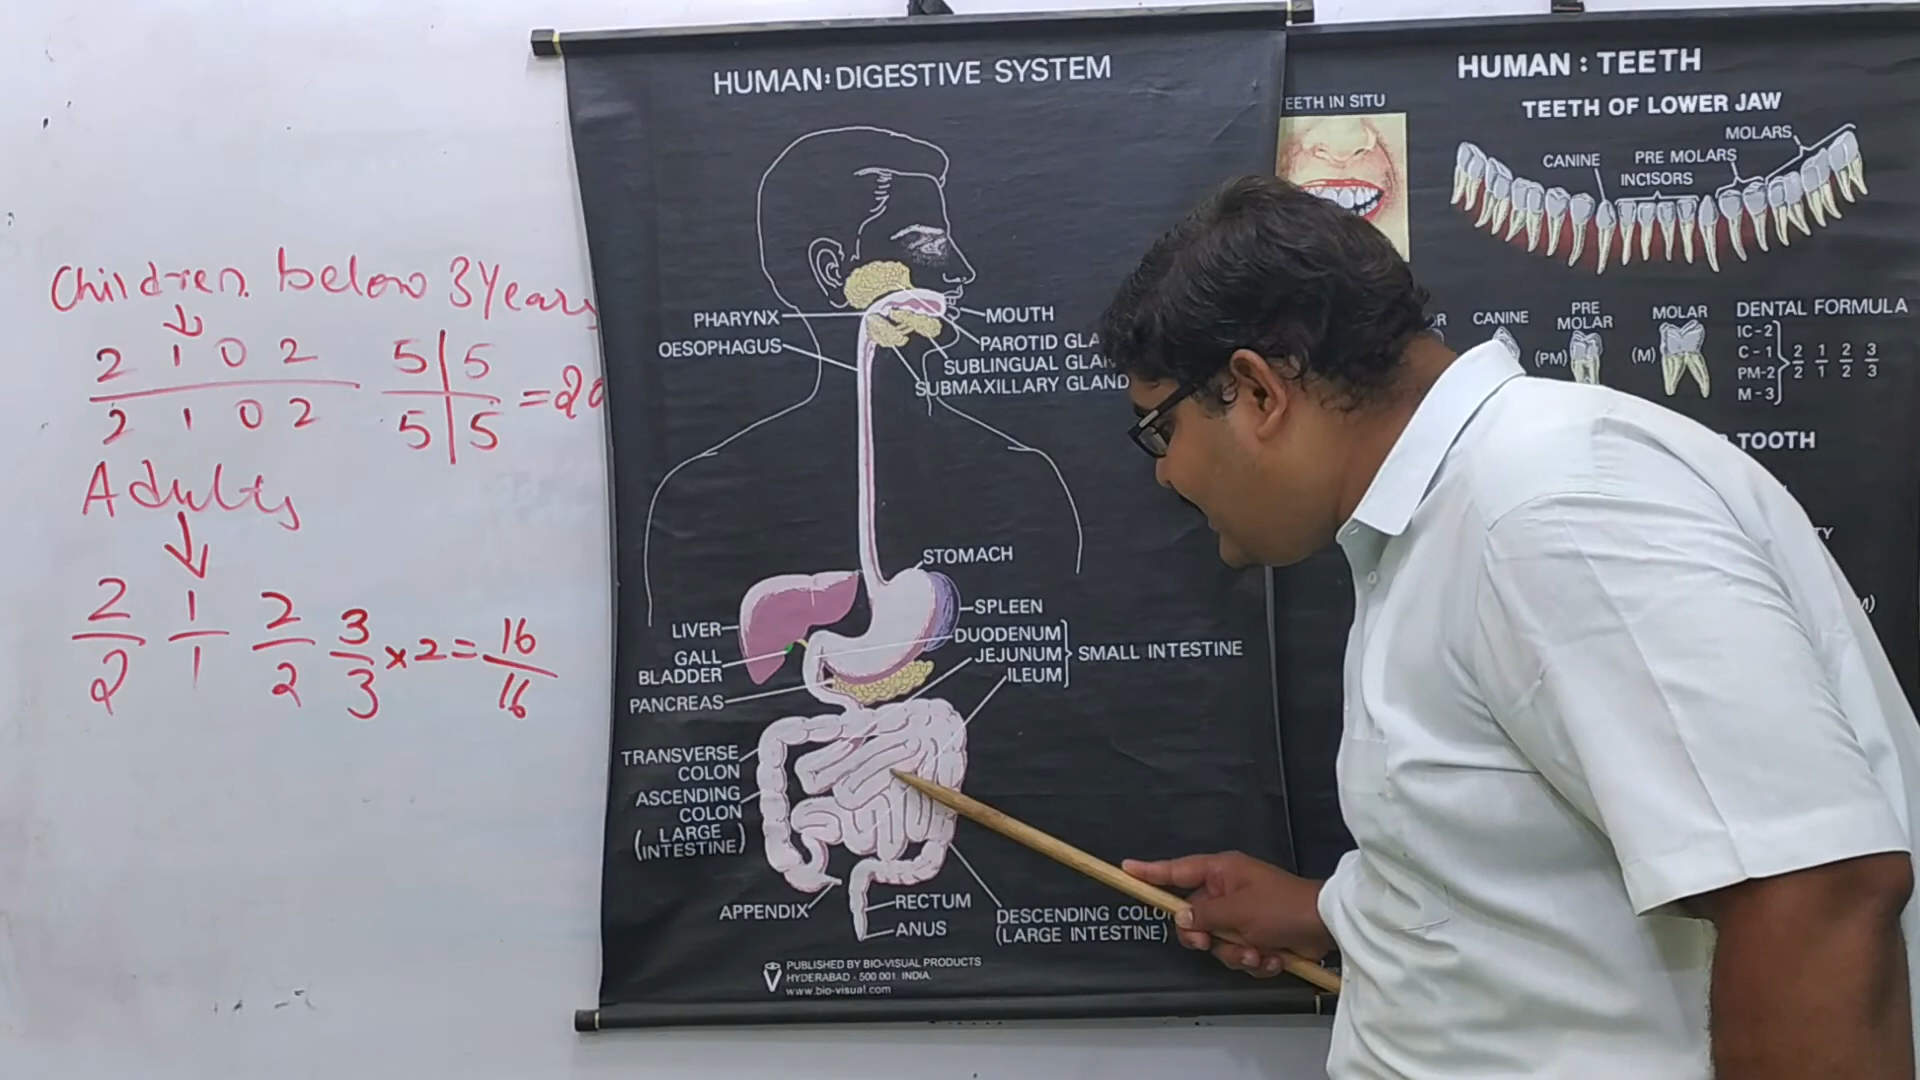 Children below 3 Years
2 1 0 2 5 5 =20
2 1 0 2 5 5
Adults
2 1 2 3 ×2= 16
2 1 2 3 16
HUMAN: DIGESTIVE SYSTEM
PHARYNX
OESOPHAGUS
MOUTH
PAROTID
SUBLINGUAL
SUBMAXILLARY GLAND
STOMACH
SPLEEN
LIVER
GALL
BLADDER
PANCREAS
DUODENUM
JEJUNUM
ILEUM
SMALL INTESTINE
TRANSVERSE
COLON
ASCENDING
COLON
(LARGE
INTESTINE)
APPENDIX
RECTUM
ANUS
DESCENDING
(LARGE INTESTINE)
PUBLISHED BY BIO-VISUAL PRODUCTS
HYDERABAD - 500 001 INDIA.
www.bio-visual.com
HUMAN : TEETH
IN SITU
TEETH OF LOWER JAW
MOLARS
CANINE
PRE MOLARS
INCISORS
CANINE
PRE
MOLAR
(PM)
MOLAR
(M)
DENTAL FORMULA
IC-2
C - 1
PM-2
M - 3
2 1 2 3
2 1 2 3
TOOTH